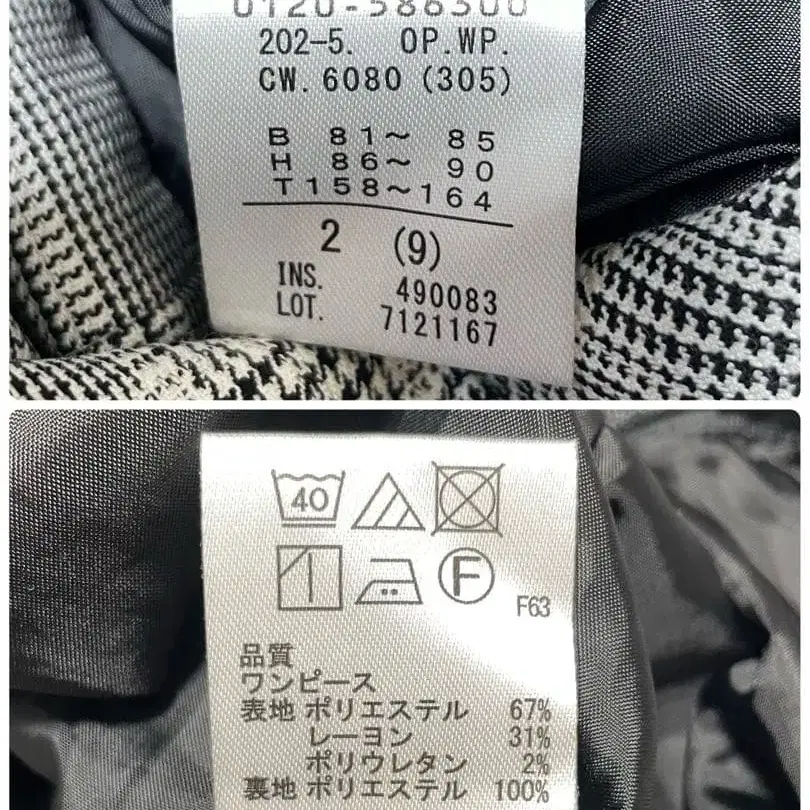 0120-586300
202-5. OP.WP.
CW. 6080 (305)
B 81～ 85
H 86～ 90
T158～164
2 (9)
INS. 490083
LOT. 7121167
40
F
F63
品質
ワンピース
表地 ポリエステル 67%
レーヨン 31%
ポリウレタン 2%
裏地 ポリエステル 100%